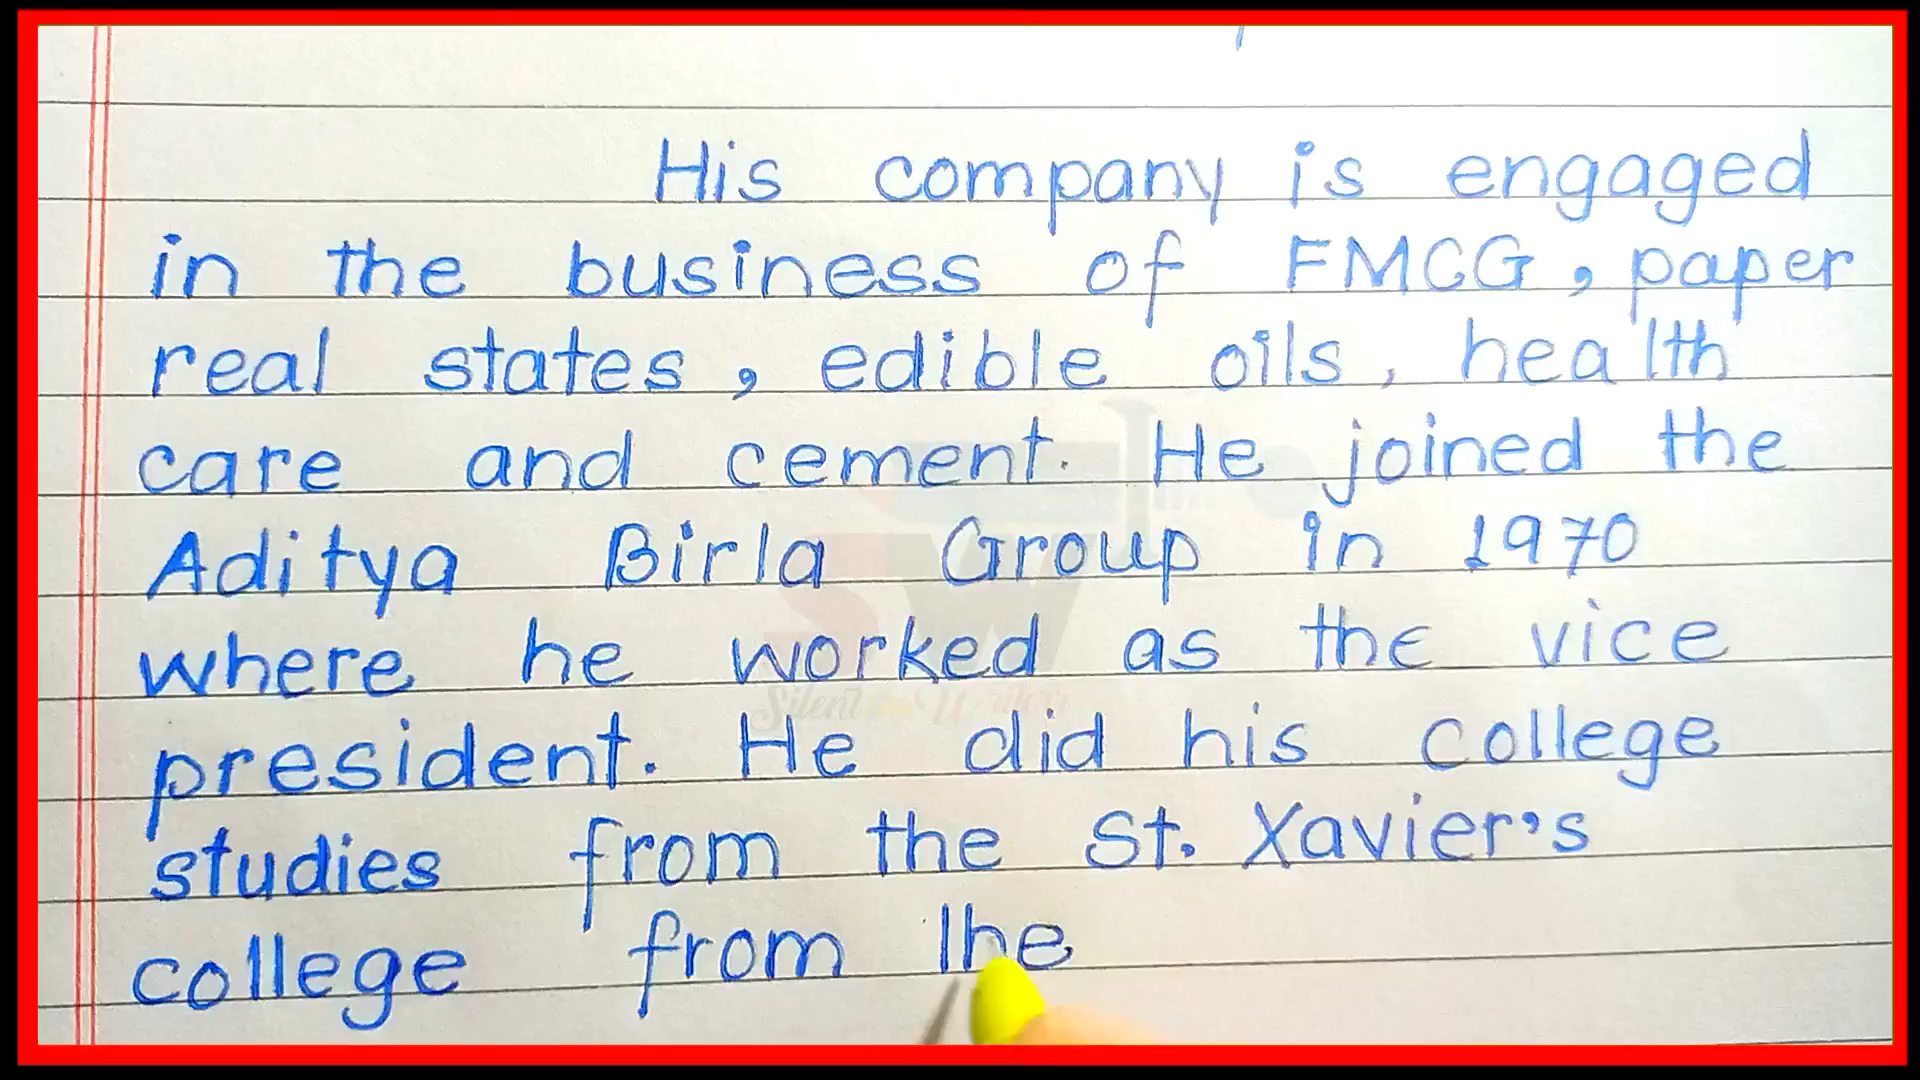 His company is engaged
in the business of FMCG, paper
real states, edible oils, health
care and cement. He joined the
Aditya Birla Group in 1970
where he worked as the vice
president. He did his college
studies from the St. Xavier's
college from the
Silent Writer